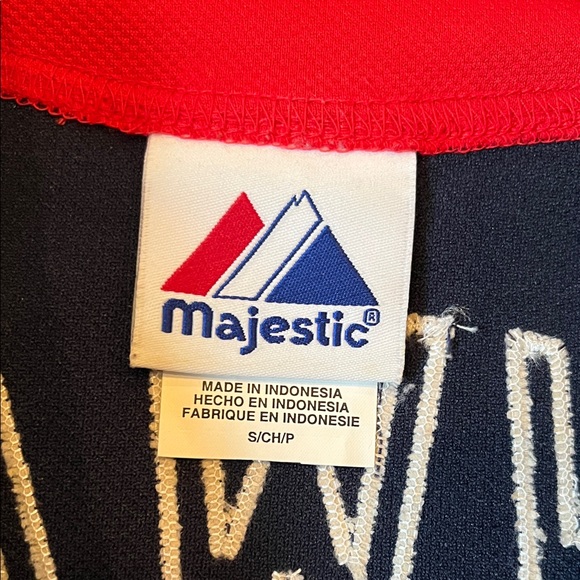 majestic®
MADE IN INDONESIA
HECHO EN INDONESIA
FABRIQUE EN INDONESIE
S/CH/P